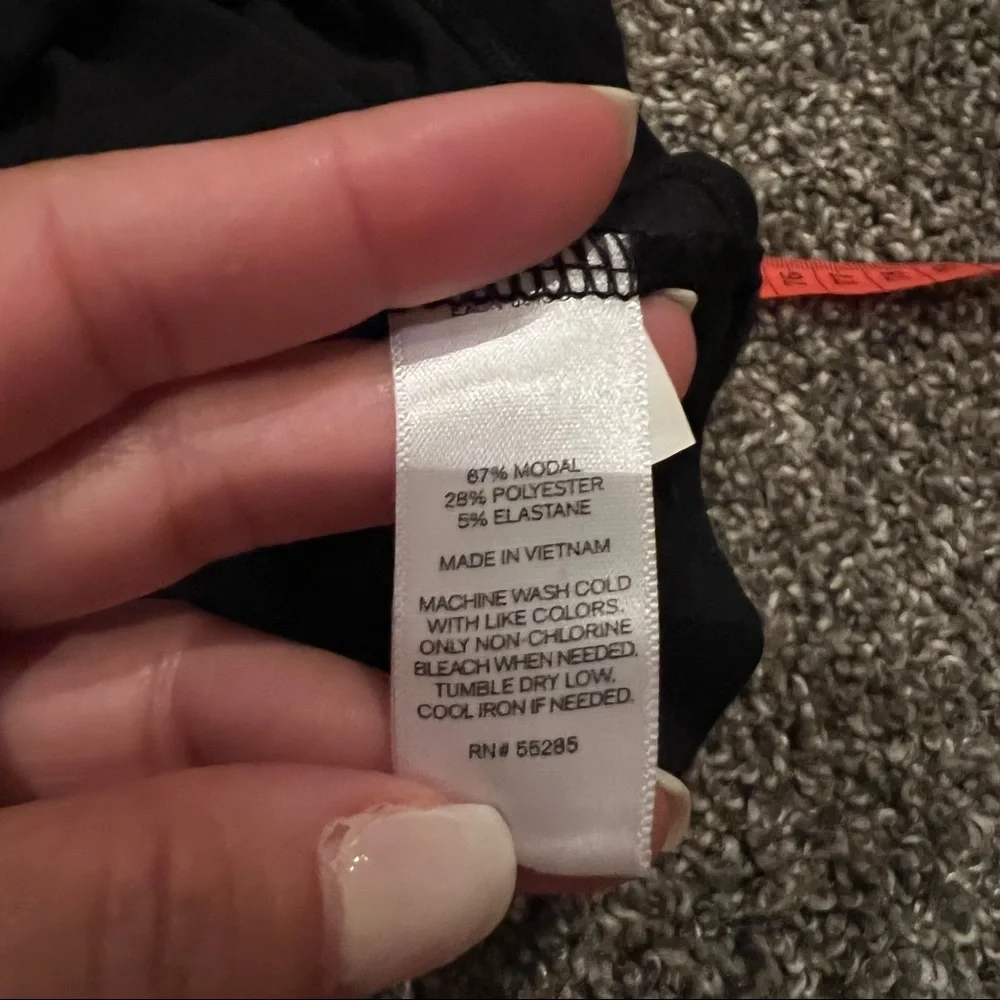 67% MODAL
28% POLYESTER
5% ELASTANE
MADE IN VIETNAM
MACHINE WASH COLD
WITH LIKE COLORS.
ONLY NON-CHLORINE
BLEACH WHEN NEEDED.
TUMBLE DRY LOW.
COOL IRON IF NEEDED.
RN# 55285